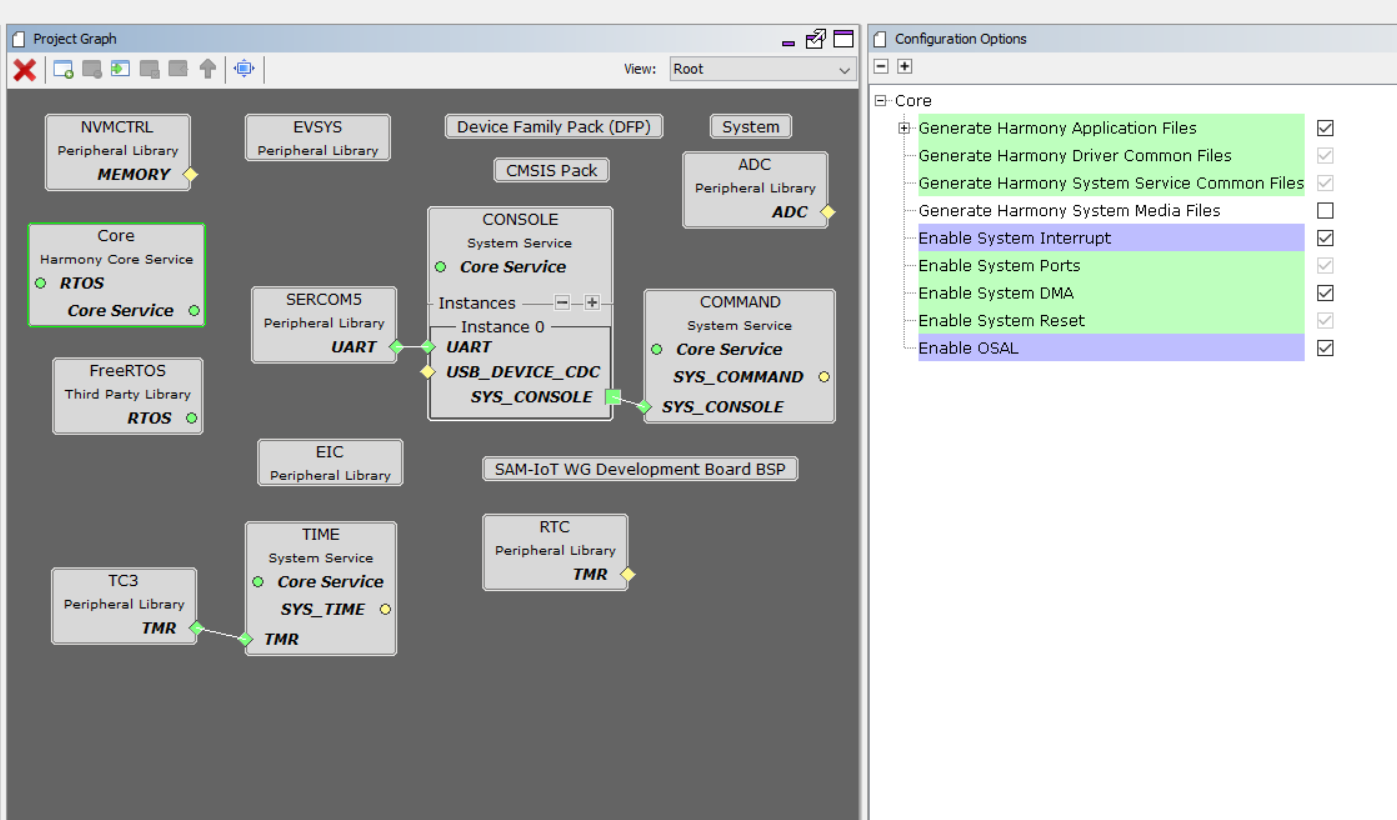 Project Graph
View: Root
NVMCTRL
Peripheral Library
MEMORY
EVSYS
Peripheral Library
Device Family Pack (DFP)
System
CMSIS Pack
ADC
Peripheral Library
ADC
Core
Harmony Core Service
RTOS
Core Service
CONSOLE
System Service
Core Service
Instances
Instance 0
UART
USB_DEVICE_CDC
SYS_CONSOLE
SERCOM5
Peripheral Library
UART
COMMAND
System Service
Core Service
SYS_COMMAND
SYS_CONSOLE
FreeRTOS
Third Party Library
RTOS
EIC
Peripheral Library
SAM-IoT WG Development Board BSP
TIME
System Service
Core Service
SYS_TIME
TMR
RTC
Peripheral Library
TMR
TC3
Peripheral Library
TMR
Configuration Options
Core
Generate Harmony Application Files
Generate Harmony Driver Common Files
Generate Harmony System Service Common Files
Generate Harmony System Media Files
Enable System Interrupt
Enable System Ports
Enable System DMA
Enable System Reset
Enable OSAL